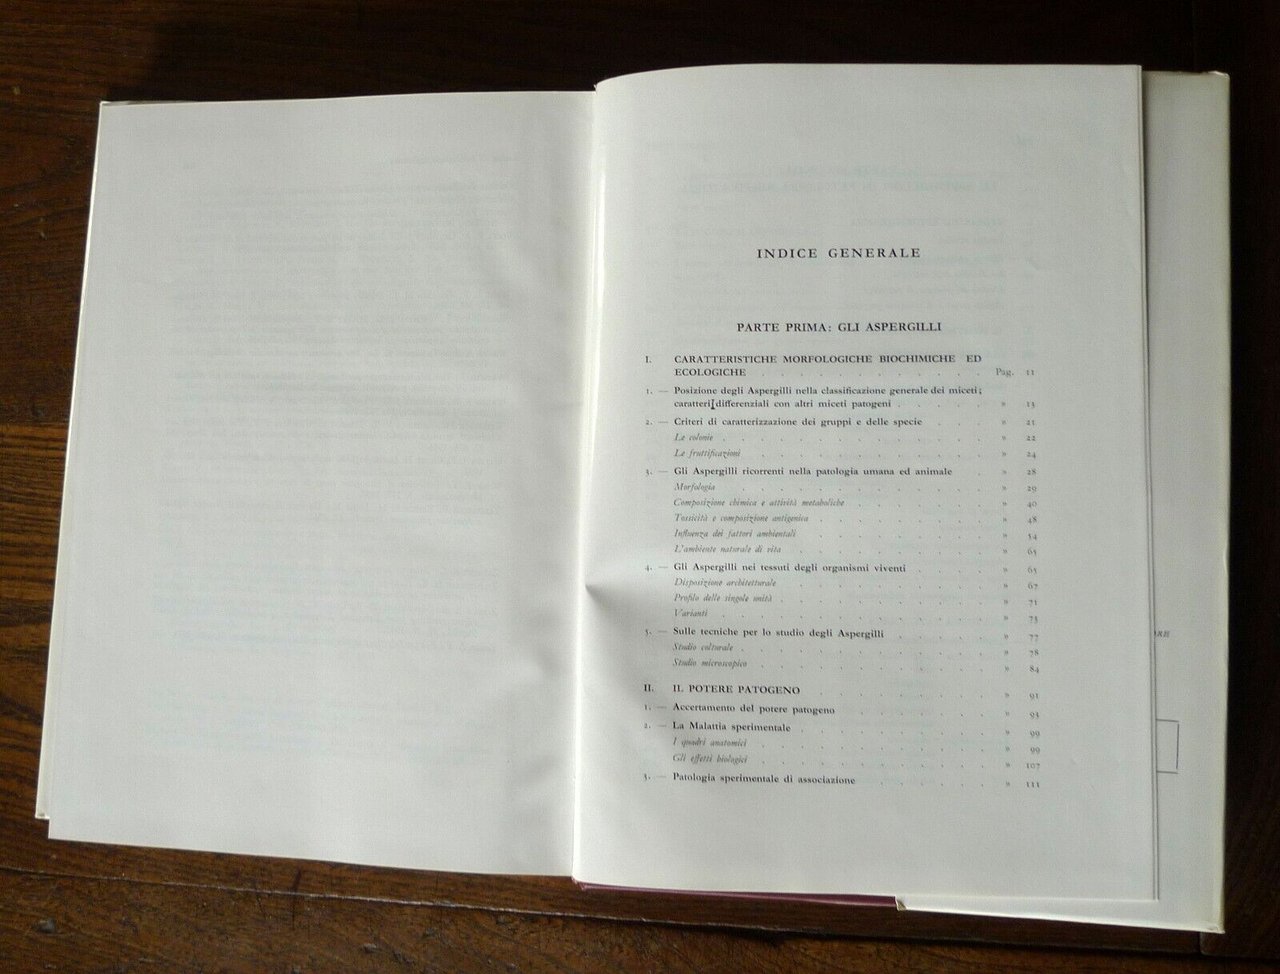 INDICE GENERALE
PARTE PRIMA: GLI ASPERGILLI
I. CARATTERISTICHE MORFOLOGICHE BIOCHIMICHE ED
ECOLOGICHE . . . . . . . . . . . . Pag. 11
1. — Posizione degli Aspergilli nella classificazione generale dei miceti;
caratteri differenziali con altri miceti patogeni . . . . . » 13
2. — Criteri di caratterizzazione dei gruppi e delle specie . . . » 21
Le colonie . . . . . . . . . . . . . . » 22
Le fruttificazioni . . . . . . . . . . . . » 24
3. — Gli Aspergilli ricorrenti nella patologia umana ed animale . » 28
Morfologia . . . . . . . . . . . . . . » 29
Composizione chimica e attività metaboliche . . . . . . . » 40
Tossicità e composizione antigenica . . . . . . . . . » 48
Influenza dei fattori ambientali . . . . . . . . . » 54
L'ambiente naturale di vita . . . . . . . . . . » 65
4. — Gli Aspergilli nei tessuti degli organismi viventi . . . . » 65
Disposizione architetturale . . . . . . . . . . » 67
Profilo delle singole unità . . . . . . . . . . . » 71
Varianti . . . . . . . . . . . . . . » 75
5. — Sulle tecniche per lo studio degli Aspergilli . . . . . » 77
Studio colturale . . . . . . . . . . . . . » 78
Studio microscopico . . . . . . . . . . . . » 84
II. IL POTERE PATOGENO . . . . . . . . . » 91
1. — Accertamento del potere patogeno . . . . . . . » 93
2. — La Malattia sperimentale . . . . . . . . . . » 99
I quadri anatomici . . . . . . . . . . . . » 99
Gli effetti biologici . . . . . . . . . . . . » 107
3. — Patologia sperimentale di associazione . . . . . . » 111